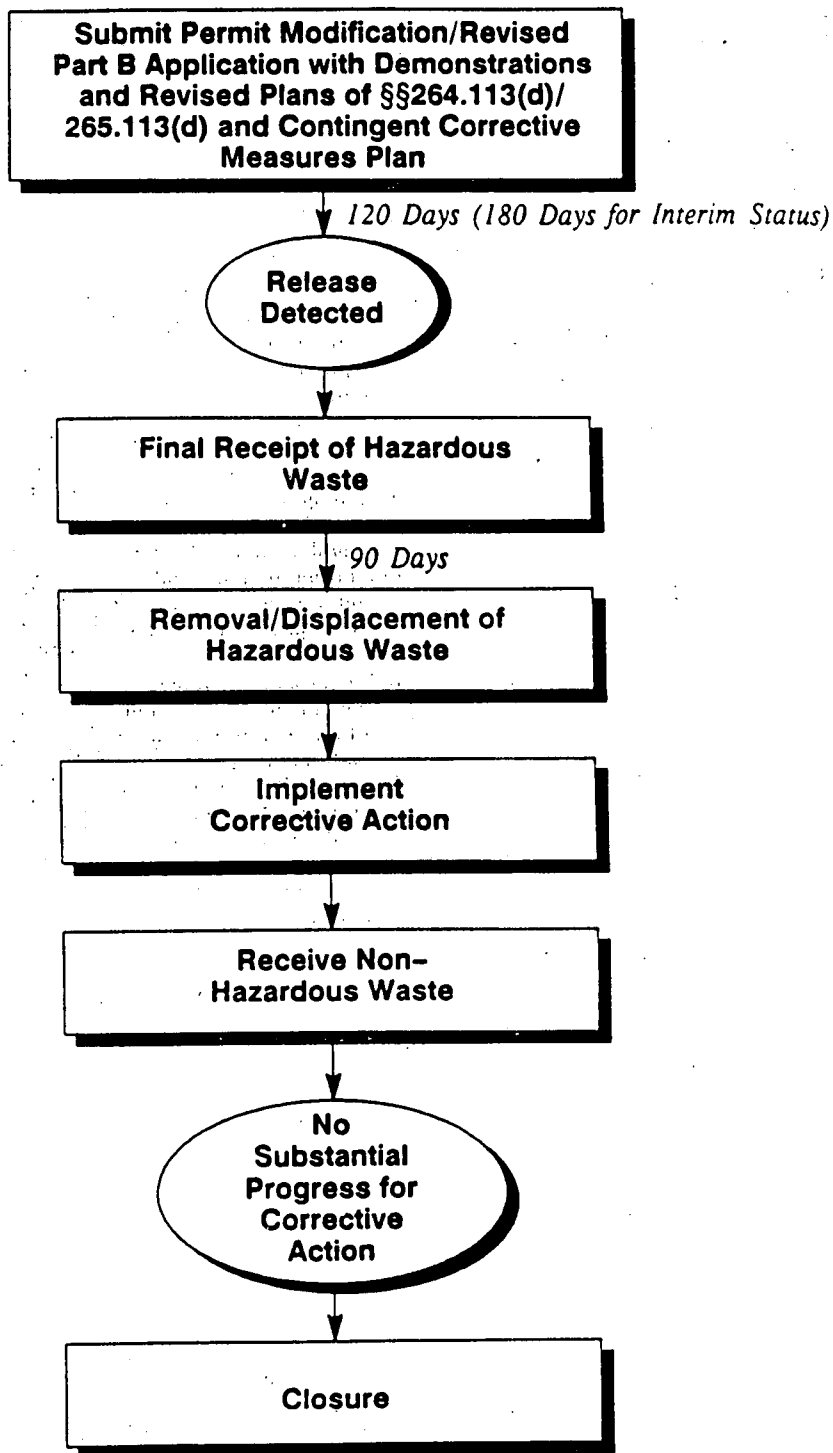 Submit Permit Modification/Revised
Part B Application with Demonstrations
and Revised Plans of §§264.113(d)/
265.113(d) and Contingent Corrective
Measures Plan
120 Days (180 Days for Interim Status)
Release
Detected
Final Receipt of Hazardous
Waste
90 Days
Removal/Displacement of
Hazardous Waste
Implement
Corrective Action
Receive Non-
Hazardous Waste
No
Substantial
Progress for
Corrective
Action
Closure